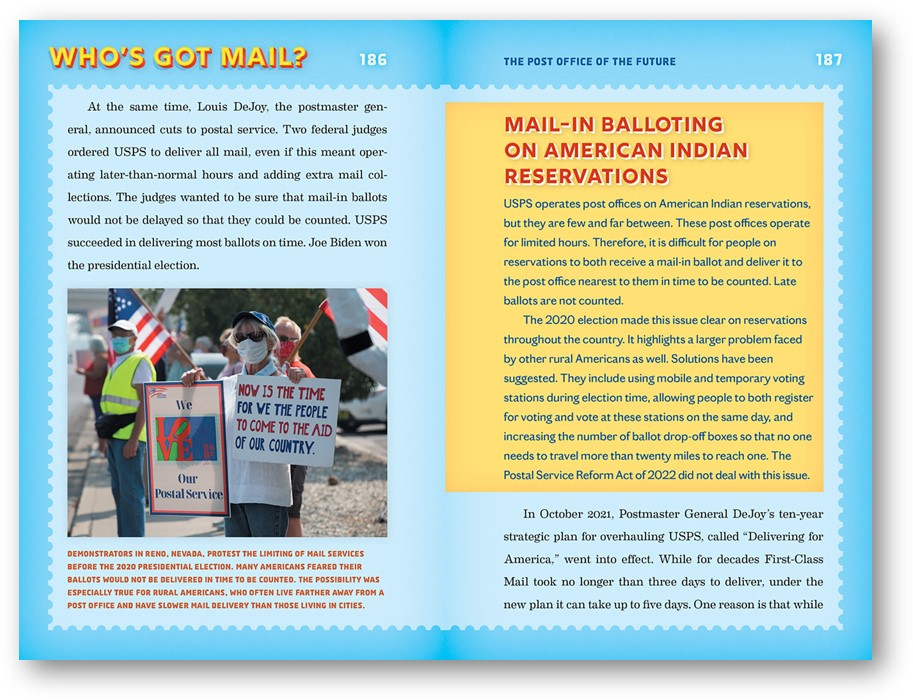 WHO'S GOT MAIL?
186
At the same time, Louis DeJoy, the postmaster gen-
eral, announced cuts to postal service. Two federal judges
ordered USPS to deliver all mail, even if this meant oper-
ating later-than-normal hours and adding extra mail col-
lections. The judges wanted to be sure that mail-in ballots
would not be delayed so that they could be counted. USPS
succeeded in delivering most ballots on time. Joe Biden won
the presidential election.
We
LOVE
Our
Postal Service
NOW IS THE TIME
FOR WE THE PEOPLE
TO COME TO THE AID
OF OUR COUNTRY.
DEMONSTRATORS IN RENO, NEVADA, PROTEST THE LIMITING OF MAIL SERVICES
BEFORE THE 2020 PRESIDENTIAL ELECTION. MANY AMERICANS FEARED THEIR
BALLOTS WOULD NOT BE DELIVERED IN TIME TO BE COUNTED. THE POSSIBILITY WAS
ESPECIALLY TRUE FOR RURAL AMERICANS, WHO OFTEN LIVE FARTHER AWAY FROM A
POST OFFICE AND HAVE SLOWER MAIL DELIVERY THAN THOSE LIVING IN CITIES.
THE POST OFFICE OF THE FUTURE
187
MAIL-IN BALLOTING
ON AMERICAN INDIAN
RESERVATIONS
USPS operates post offices on American Indian reservations,
but they are few and far between. These post offices operate
for limited hours. Therefore, it is difficult for people on
reservations to both receive a mail-in ballot and deliver it to
the post office nearest to them in time to be counted. Late
ballots are not counted.
The 2020 election made this issue clear on reservations
throughout the country. It highlights a larger problem faced
by other rural Americans as well. Solutions have been
suggested. They include using mobile and temporary voting
stations during election time, allowing people to both register
for voting and vote at these stations on the same day, and
increasing the number of ballot drop-off boxes so that no one
needs to travel more than twenty miles to reach one. The
Postal Service Reform Act of 2022 did not deal with this issue.
In October 2021, Postmaster General DeJoy's ten-year
strategic plan for overhauling USPS, called “Delivering for
America,” went into effect. While for decades First-Class
Mail took no longer than three days to deliver, under the
new plan it can take up to five days. One reason is that while